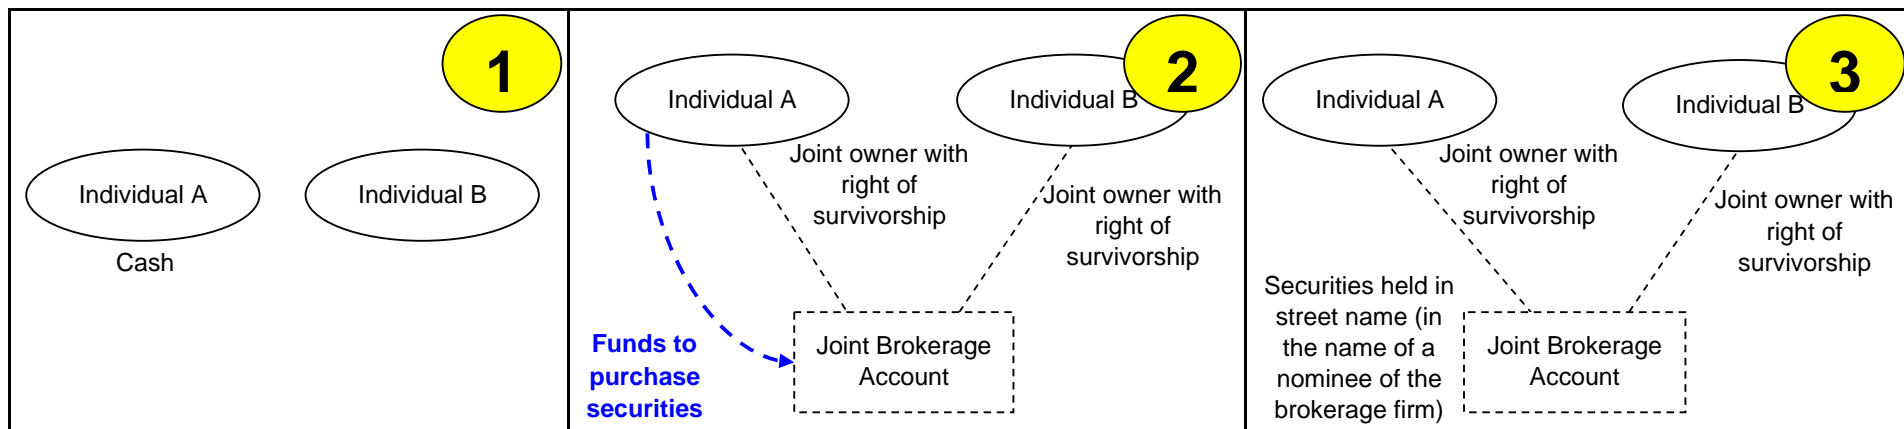 1
Individual A
Individual B
Cash
2
Individual A
Individual B
Joint owner with
right of
survivorship
Joint owner with
right of
survivorship
Funds to
purchase
securities
Joint Brokerage
Account
3
Individual A
Individual B
Joint owner with
right of
survivorship
Joint owner with
right of
survivorship
Securities held in
street name (in
the name of a
nominee of the
brokerage firm)
Joint Brokerage
Account